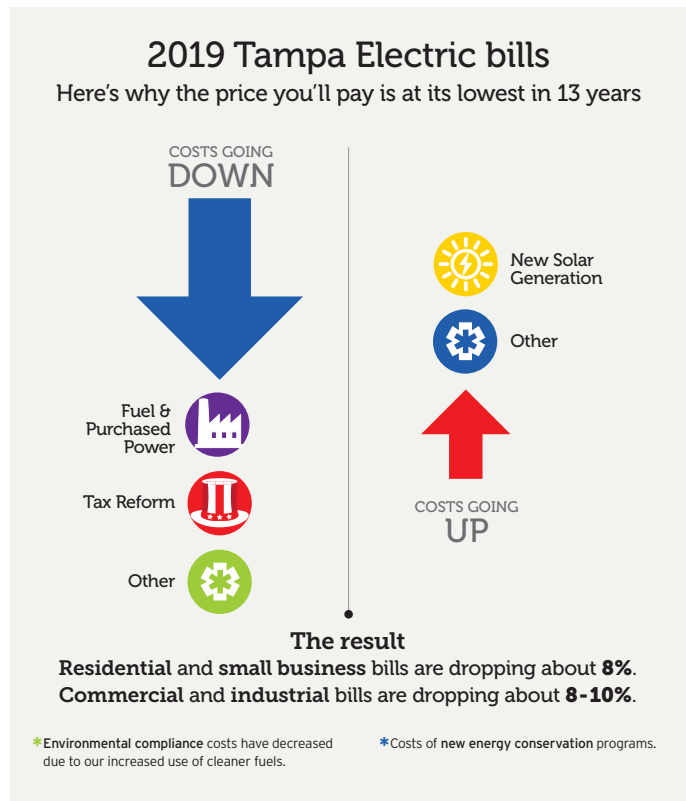 2019 Tampa Electric bills
Here's why the price you'll pay is at its lowest in 13 years
COSTS GOING
DOWN
Fuel &
Purchased
Power
Tax Reform
Other
New Solar
Generation
Other
COSTS GOING
UP
The result
Residential and small business bills are dropping about 8%.
Commercial and industrial bills are dropping about 8-10%.
*Environmental compliance costs have decreased
due to our increased use of cleaner fuels.
*Costs of new energy conservation programs.